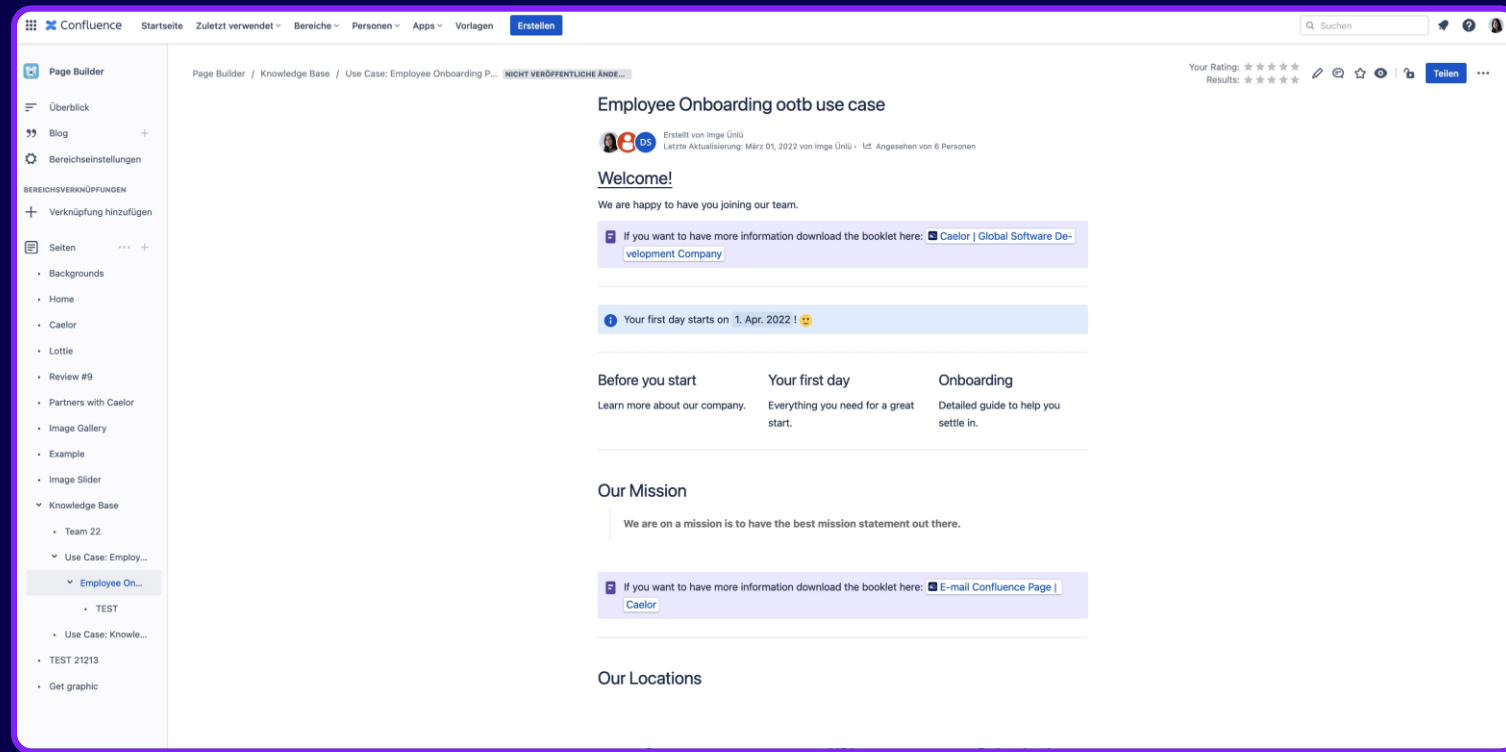 Confluence Startseite Zuletzt verwendet Bereiche Personen Apps Vorlagen Erstellen Suchen
Page Builder
Überblick
Blog
Bereichseinstellungen
BEREICHSVERKNÜPFUNGEN
Verknüpfung hinzufügen
Seiten
Backgrounds
Home
Caelor
Lottie
Review #9
Partners with Caelor
Image Gallery
Example
Image Slider
Knowledge Base
Team 22
Use Case: Employ...
Employee On...
TEST
Use Case: Knowle...
TEST 21213
Get graphic
Page Builder / Knowledge Base / Use Case: Employee Onboarding P... NICHT VERÖFFENTLICHE ÄNDE...
Your Rating:
Results:
Teilen
Employee Onboarding ootb use case
DS
Erstellt von Imge Ünlü
Letzte Aktualisierung: März 01, 2022 von Imge Ünlü • Angesehen von 6 Personen
Welcome!
We are happy to have you joining our team.
If you want to have more information download the booklet here: Caelor | Global Software De-
velopment Company
Your first day starts on 1. Apr. 2022 !
Before you start
Learn more about our company.
Your first day
Everything you need for a great
start.
Onboarding
Detailed guide to help you
settle in.
Our Mission
We are on a mission is to have the best mission statement out there.
If you want to have more information download the booklet here: E-mail Confluence Page |
Caelor
Our Locations